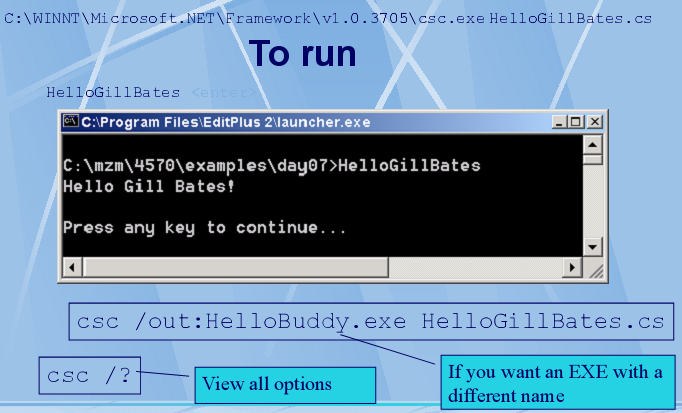 C:\WINNT\Microsoft.NET\Framework\v1.0.3705\csc.exe HelloGillBates.cs
To run
HelloGillBates <enter>
C:\Program Files\EditPlus 2\launcher.exe
C:\mzm\4570\examples\day07>HelloGillBates
Hello Gill Bates!
Press any key to continue...
csc /out:HelloBuddy.exe HelloGillBates.cs
csc /?
View all options
If you want an EXE with a
different name